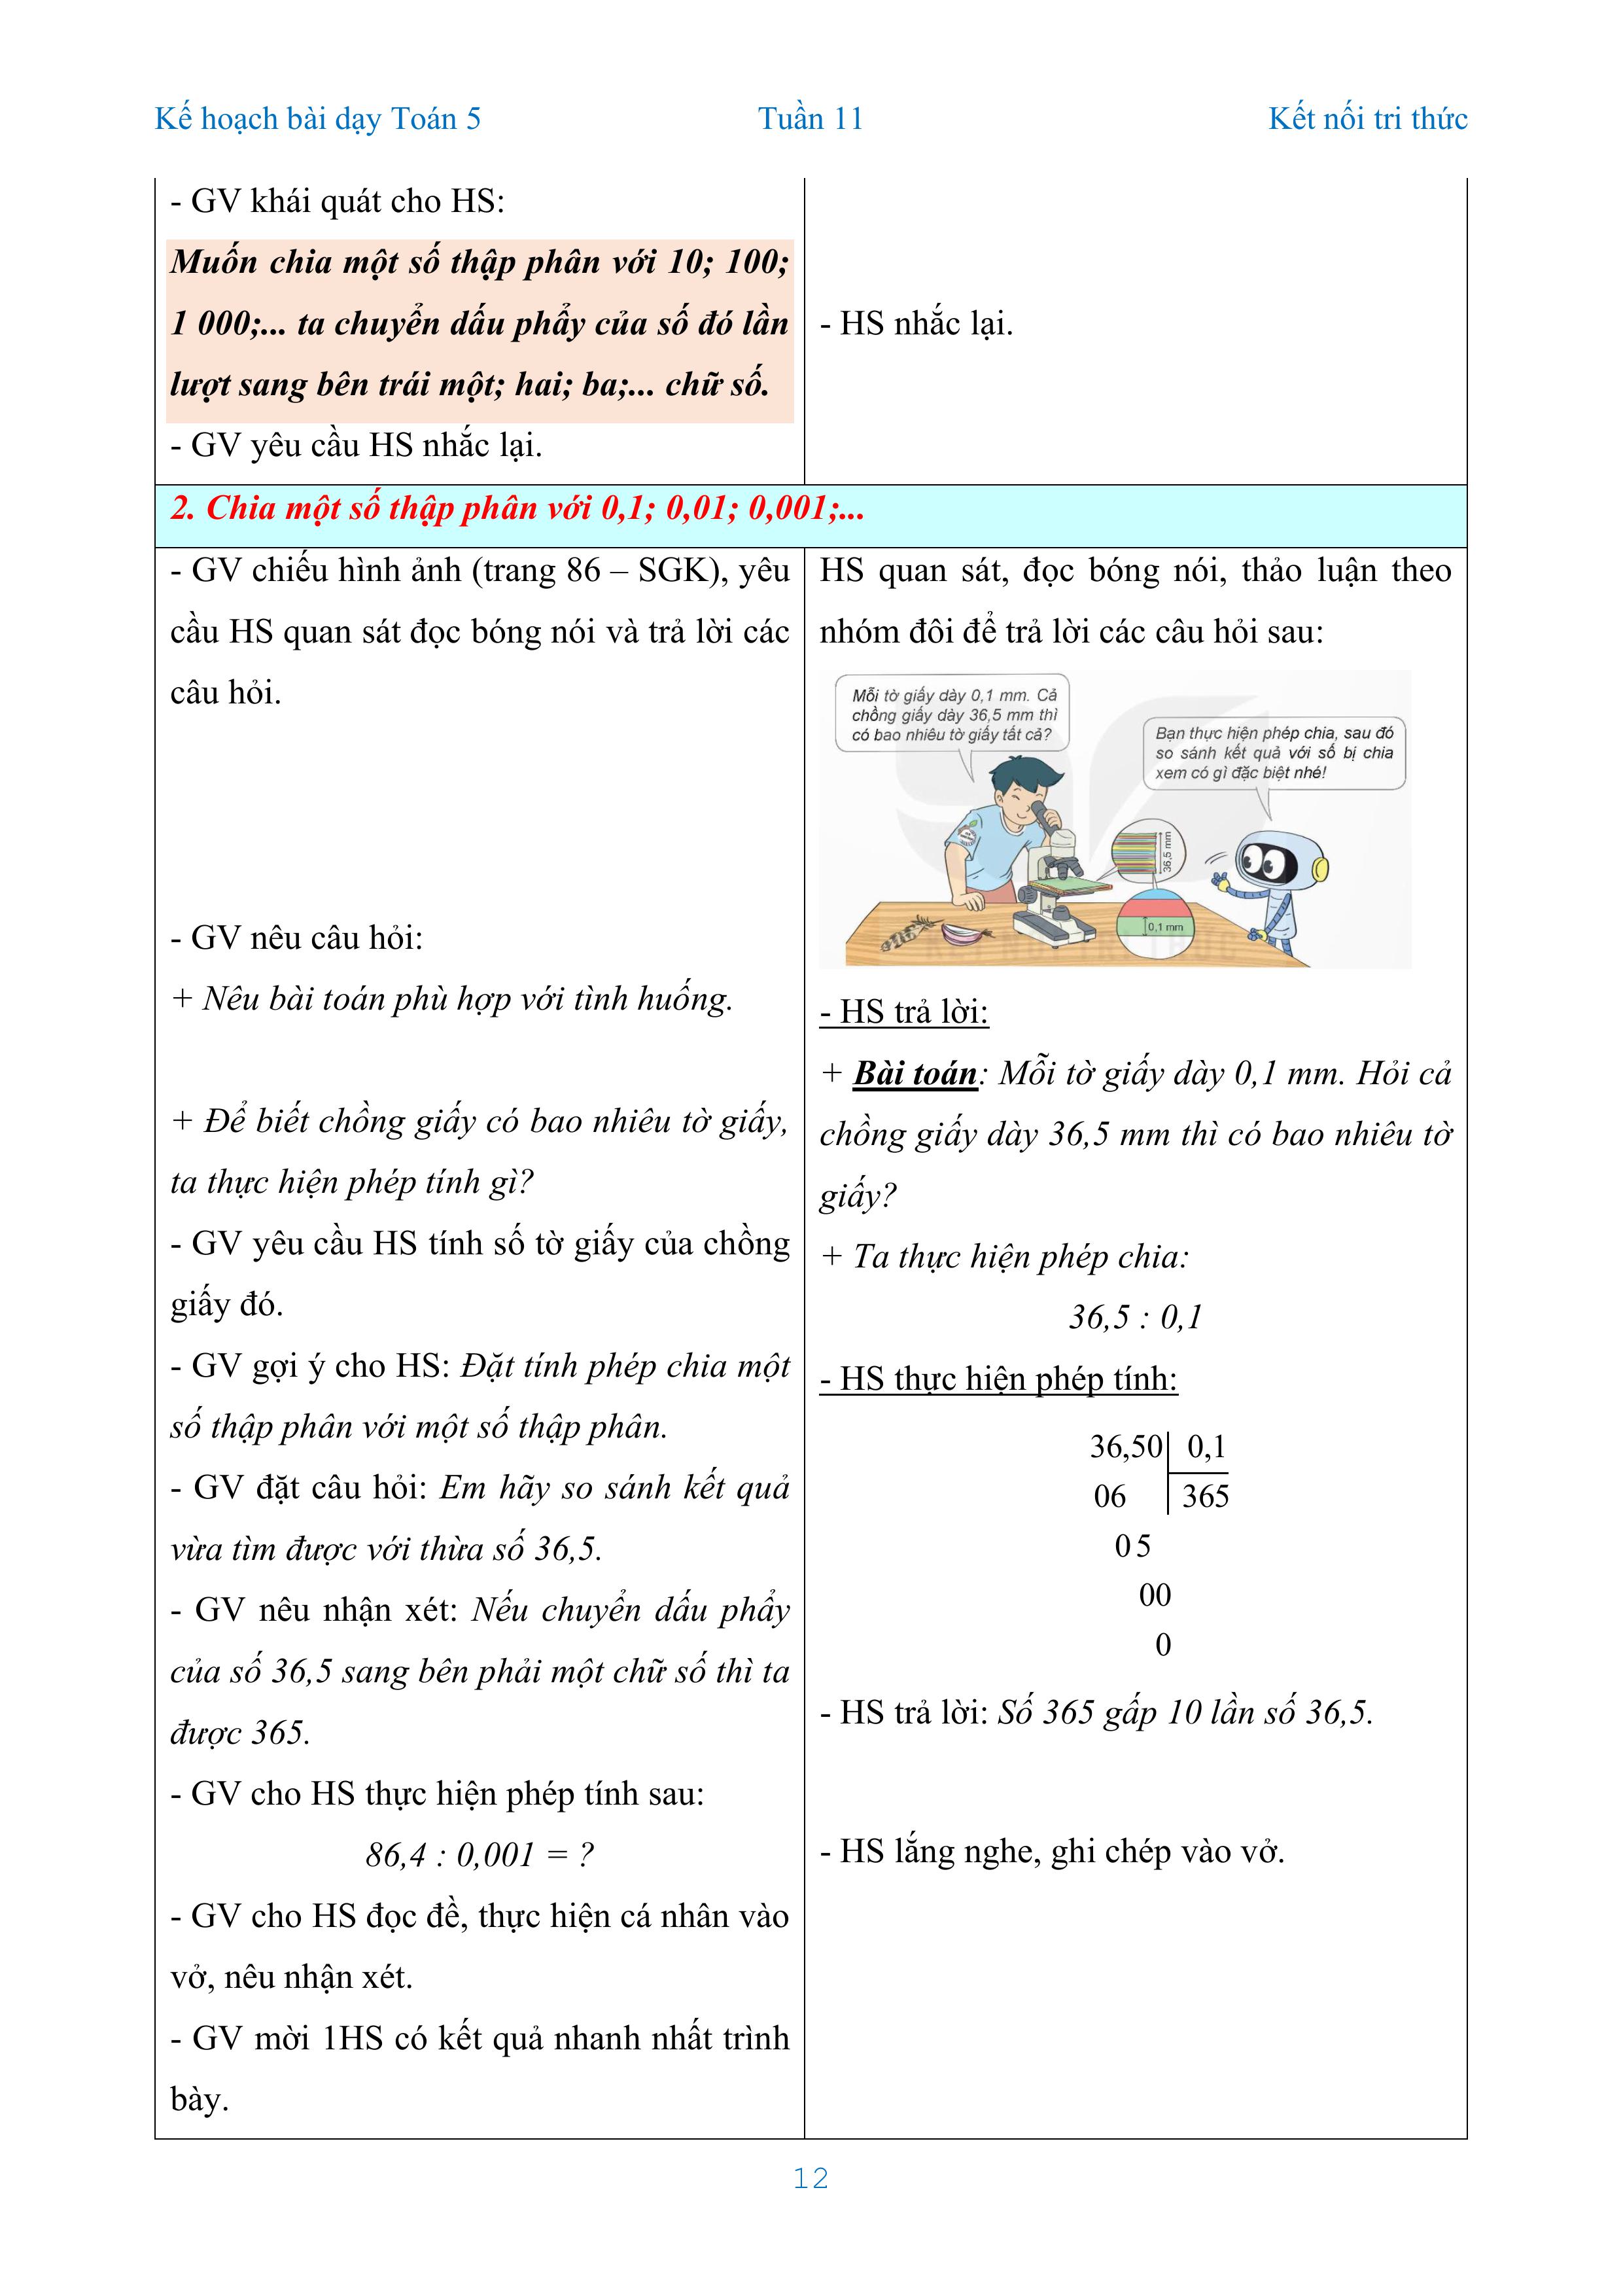 Kế hoạch bài dạy Toán 5 Tuần 11 Kết nối tri thức
- GV khái quát cho HS:
Muốn chia một số thập phân với 10; 100;
1 000;... ta chuyển dấu phẩy của số đó lần
lượt sang bên trái một; hai; ba;... chữ số.
- GV yêu cầu HS nhắc lại.
- HS nhắc lại.
2. Chia một số thập phân với 0,1; 0,01; 0,001;...
- GV chiếu hình ảnh (trang 86 – SGK), yêu
cầu HS quan sát đọc bóng nói và trả lời các
câu hỏi.
- GV nêu câu hỏi:
+ Nêu bài toán phù hợp với tình huống.
+ Để biết chồng giấy có bao nhiêu tờ giấy,
ta thực hiện phép tính gì?
- GV yêu cầu HS tính số tờ giấy của chồng
giấy đó.
- GV gợi ý cho HS: Đặt tính phép chia một
số thập phân với một số thập phân.
- GV đặt câu hỏi: Em hãy so sánh kết quả
vừa tìm được với thừa số 36,5.
- GV nêu nhận xét: Nếu chuyển dấu phẩy
của số 36,5 sang bên phải một chữ số thì ta
được 365.
- GV cho HS thực hiện phép tính sau:
86,4 : 0,001 = ?
- GV cho HS đọc đề, thực hiện cá nhân vào
vở, nêu nhận xét.
- GV mời 1HS có kết quả nhanh nhất trình
bày.
HS quan sát, đọc bóng nói, thảo luận theo
nhóm đôi để trả lời các câu hỏi sau:
Mỗi tờ giấy dày 0,1 mm. Cả
chồng giấy dày 36,5 mm thì
có bao nhiêu tờ giấy tất cả?
Bạn thực hiện phép chia, sau đó
so sánh kết quả với số bị chia
xem có gì đặc biệt nhé!
36,5 mm
0,1 mm
KẾT NỐI TRI THỨC
- HS trả lời:
+ Bài toán: Mỗi tờ giấy dày 0,1 mm. Hỏi cả
chồng giấy dày 36,5 mm thì có bao nhiêu tờ
giấy?
+ Ta thực hiện phép chia:
36,5 : 0,1
- HS thực hiện phép tính:
36,50 0,1
06 365
0 5
00
0
- HS trả lời: Số 365 gấp 10 lần số 36,5.
- HS lắng nghe, ghi chép vào vở.
12